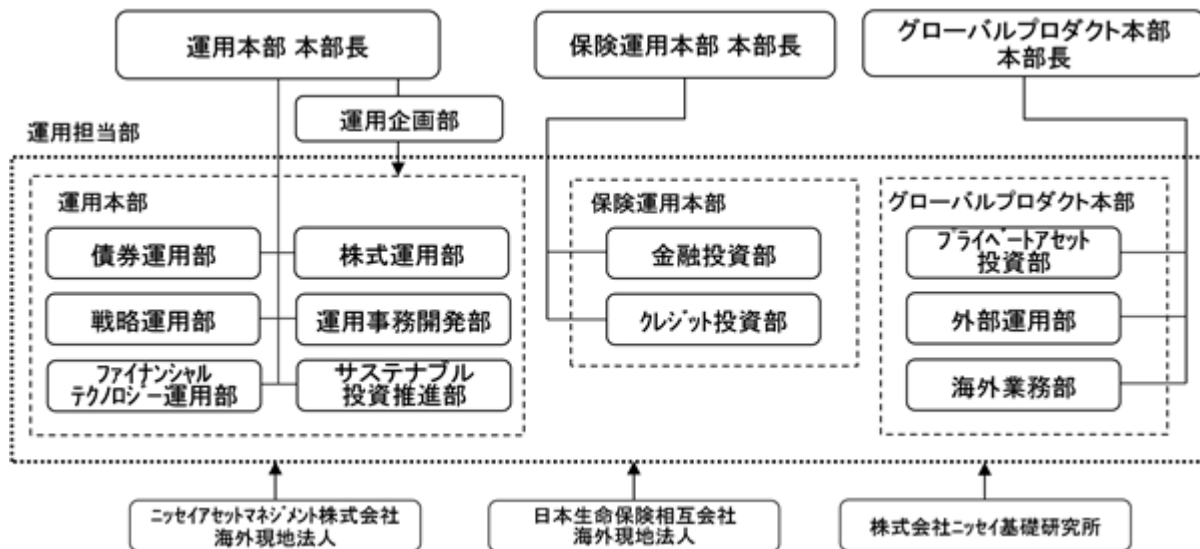 運用本部 本部長
保険運用本部 本部長
グローバルプロダクト本部
本部長
運用企画部
運用担当部
運用本部
債券運用部
株式運用部
戦略運用部
運用事務開発部
ファイナンシャル
テクノロジー運用部
サステナブル
投資推進部
保険運用本部
金融投資部
クレジット投資部
グローバルプロダクト本部
プライベートアセット
投資部
外部運用部
海外業務部
ニッセイアセットマネジメント株式会社
海外現地法人
日本生命保険相互会社
海外現地法人
株式会社ニッセイ基礎研究所